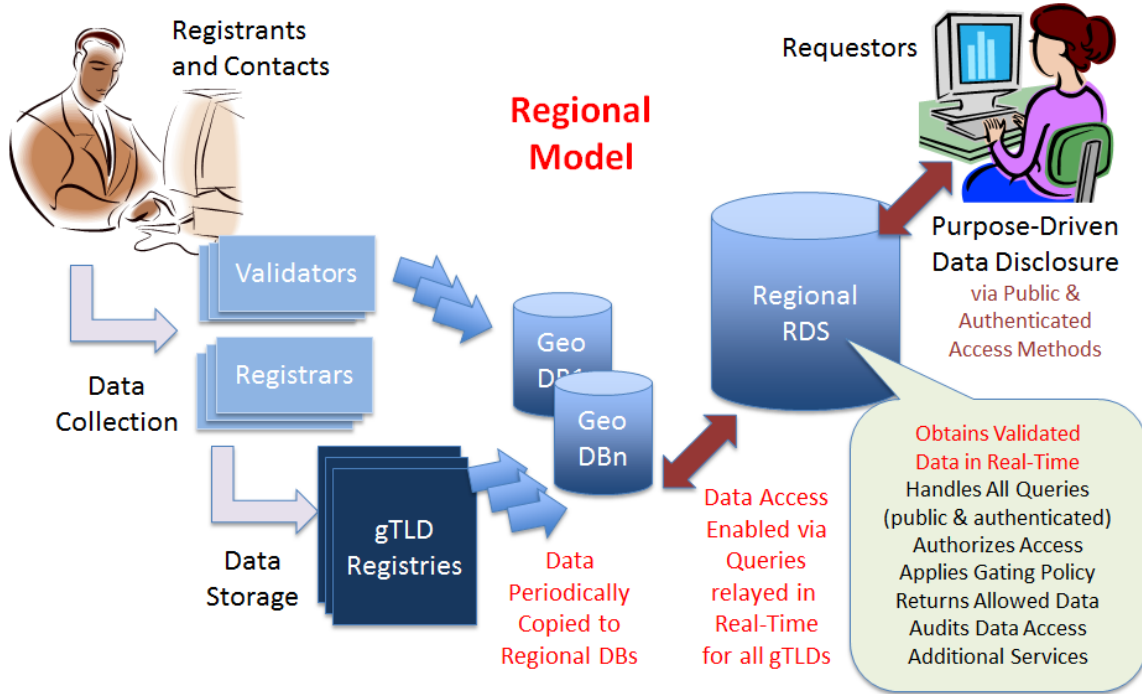 Registrants
and Contacts
Regional
Model
Requestors
Validators
Registrars
Data
Collection
gTLD
Registries
Data
Storage
Geo
DB1
Geo
DBn
Regional
RDS
Purpose-Driven
Data Disclosure
via Public &
Authenticated
Access Methods
Data
Periodically
Copied to
Regional DBs
Data Access
Enabled via
Queries
relayed in
Real-Time
for all gTLDs
Obtains Validated
Data in Real-Time
Handles All Queries
(public & authenticated)
Authorizes Access
Applies Gating Policy
Returns Allowed Data
Audits Data Access
Additional Services